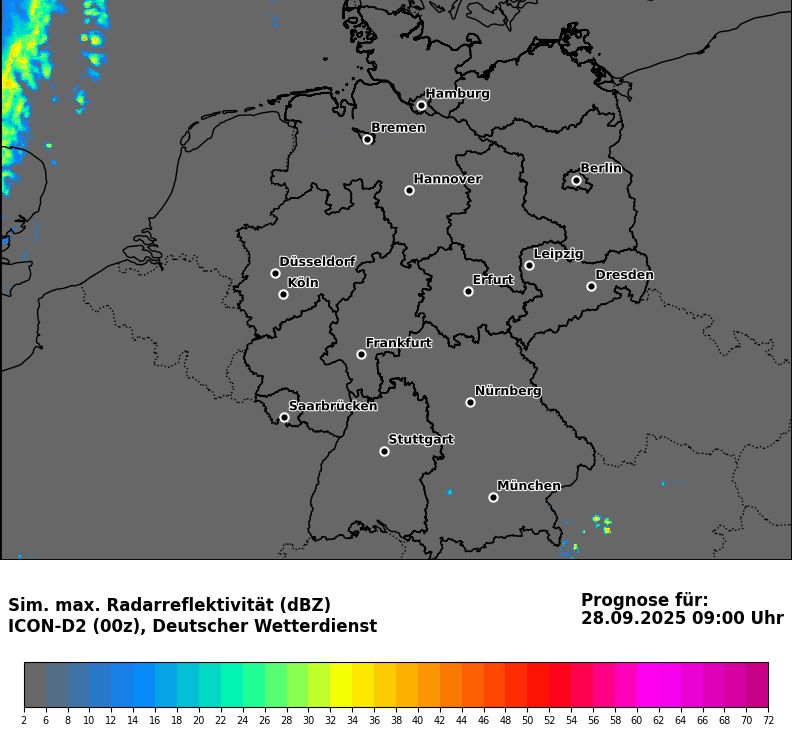 Hamburg
Bremen
Berlin
Hannover
Leipzig
Düsseldorf
Dresden
Köln
Erfurt
Frankfurt
Nürnberg
Saarbrücken
Stuttgart
München
Sim. max. Radarreflektivität (dBZ)
ICON-D2 (00z), Deutscher Wetterdienst
Prognose für:
28.09.2025 09:00 Uhr
2 6 8 10 12 14 16 18 20 22 24 26 28 30 32 34 36 38 40 42 44 46 48 50 52 54 56 58 60 62 64 66 68 70 72